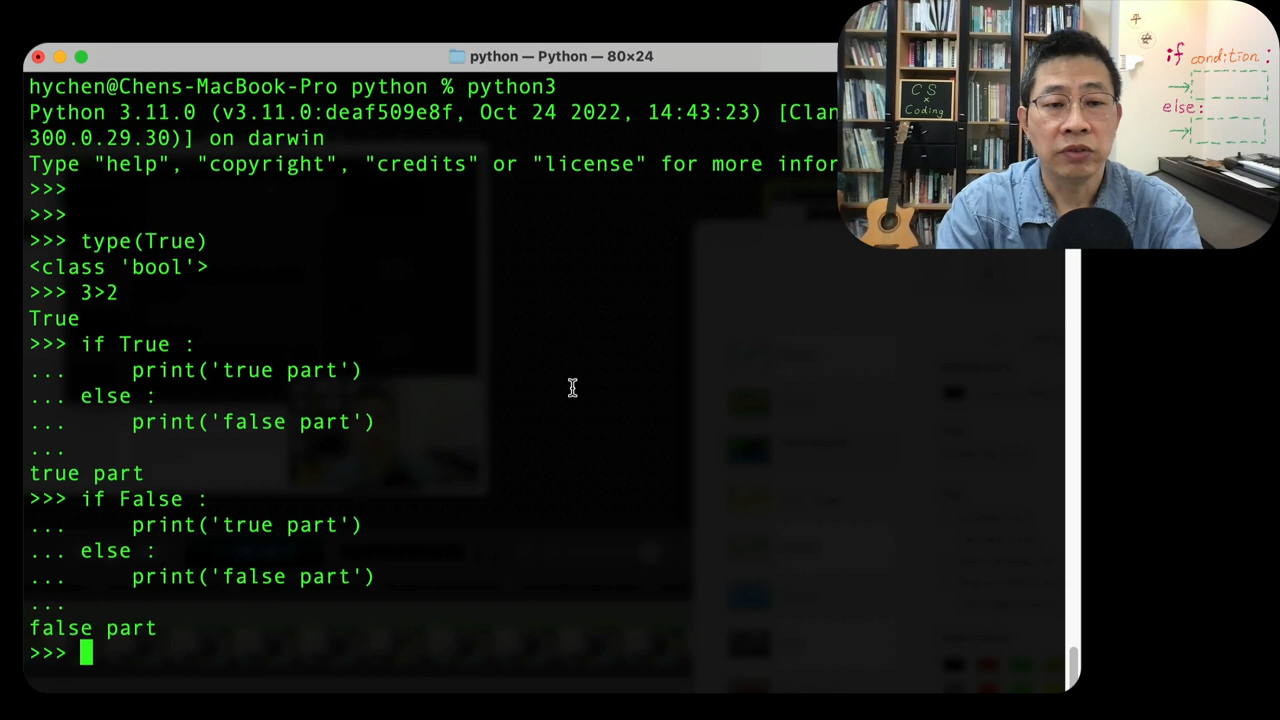 python — Python — 80×24
hychen@Chens-MacBook-Pro python % python3
Python 3.11.0 (v3.11.0:deaf509e8f, Oct 24 2022, 14:43:23) [Clan
300.0.29.30)] on darwin
Type "help", "copyright", "credits" or "license" for more infor
>>>
>>>
>>> type(True)
<class 'bool'>
>>> 3>2
True
>>> if True :
...     print('true part')
... else :
...     print('false part')
...
true part
>>> if False :
...     print('true part')
... else :
...     print('false part')
...
false part
>>>
CS
×
Coding
if condition :
else :